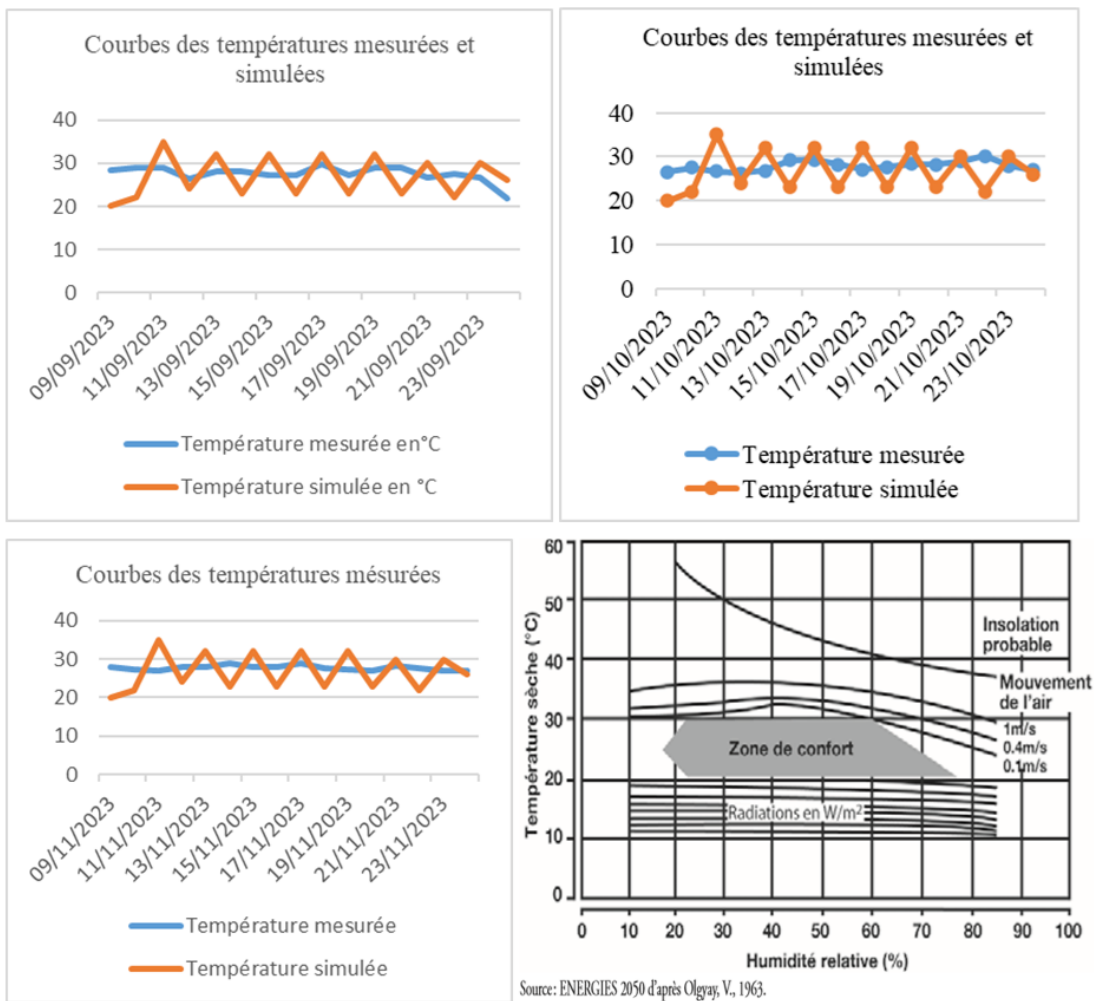 Courbes des températures mesurées et
simulées
40
30
20
10
0
09/09/2023
11/09/2023
13/09/2023
15/09/2023
17/09/2023
19/09/2023
21/09/2023
23/09/2023
Température mesurée en°C
Température simulée en °C
Courbes des températures mesurées et
simulées
40
30
20
10
0
09/10/2023
11/10/2023
13/10/2023
15/10/2023
17/10/2023
19/10/2023
21/10/2023
23/10/2023
Température mesurée
Température simulée
Courbes des températures mésurées
40
30
20
10
0
09/11/2023
11/11/2023
13/11/2023
15/11/2023
17/11/2023
19/11/2023
21/11/2023
23/11/2023
Température mesurée
Température simulée
Température sèche (°C)
60
50
40
30
20
10
0
Insolation
probable
Mouvement
de l'air
1m/s
0.4m/s
0.1m/s
Zone de confort
Radiations en W/m²
0 10 20 30 40 50 60 70 80 90 100
Humidité relative (%)
Source: ENERGIES 2050 d'après Olgyay, V., 1963.